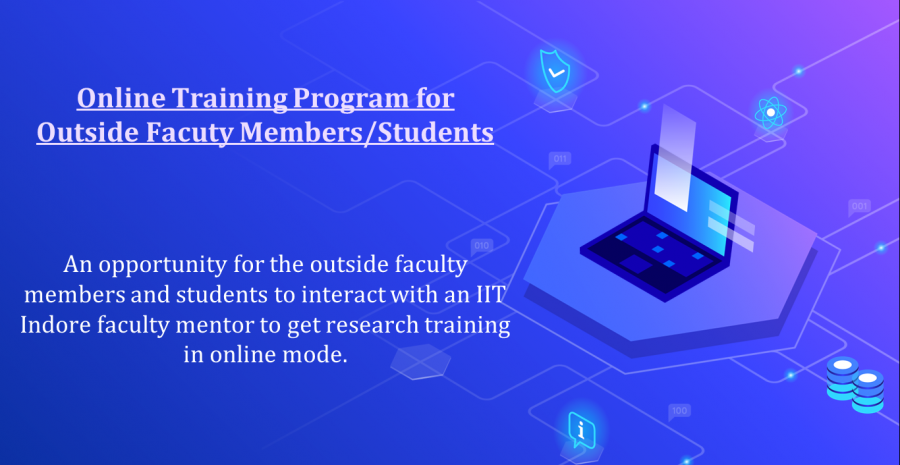 Online Training Program for
Outside Facuty Members/Students
An opportunity for the outside faculty
members and students to interact with an IIT
Indore faculty mentor to get research training
in online mode.
011
001
010
100
i